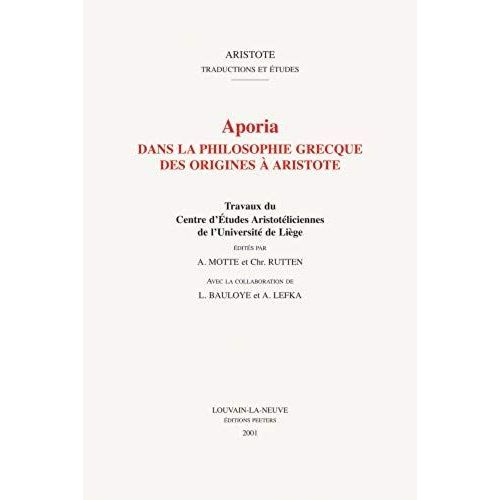 ARISTOTE
TRADUCTIONS ET ÉTUDES
Aporia
DANS LA PHILOSOPHIE GRECQUE
DES ORIGINES À ARISTOTE
Travaux du
Centre d'Études Aristotéliciennes
de l'Université de Liège
ÉDITÉS PAR
A. MOTTE et Chr. RUTTEN
AVEC LA COLLABORATION DE
L. BAULOYE et A. LEFKA
LOUVAIN-LA-NEUVE
ÉDITIONS PEETERS
2001